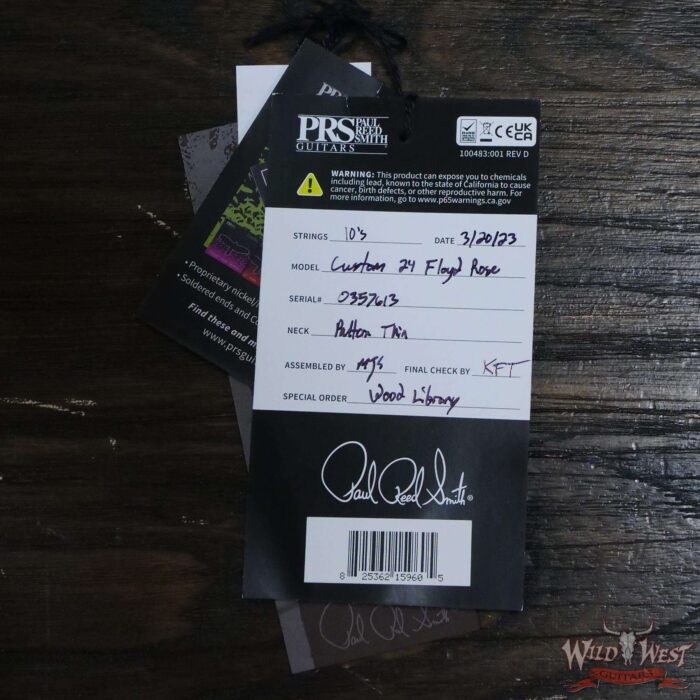 PRS PAUL REED SMITH
GUITARS
CE UK CA
100483:001 REV D
WARNING: This product can expose you to chemicals
including lead, known to the state of California to cause
cancer, birth defects, or other reproductive harm. For
more information, go to www.p65warnings.ca.gov
STRINGS 10's DATE 3/20/23
MODEL Custom 24 Floyd Rose
SERIAL# 0357613
NECK Pattern Thin
ASSEMBLED BY MJS FINAL CHECK BY KFT
SPECIAL ORDER Wood Library
Paul Reed Smith®
8 25362 15960 5
PRS
• Proprietary nickel/
• Soldered ends and Co
Find these and m
www.prsgui
Paul Reed Smith
WILD WEST
GUITARS